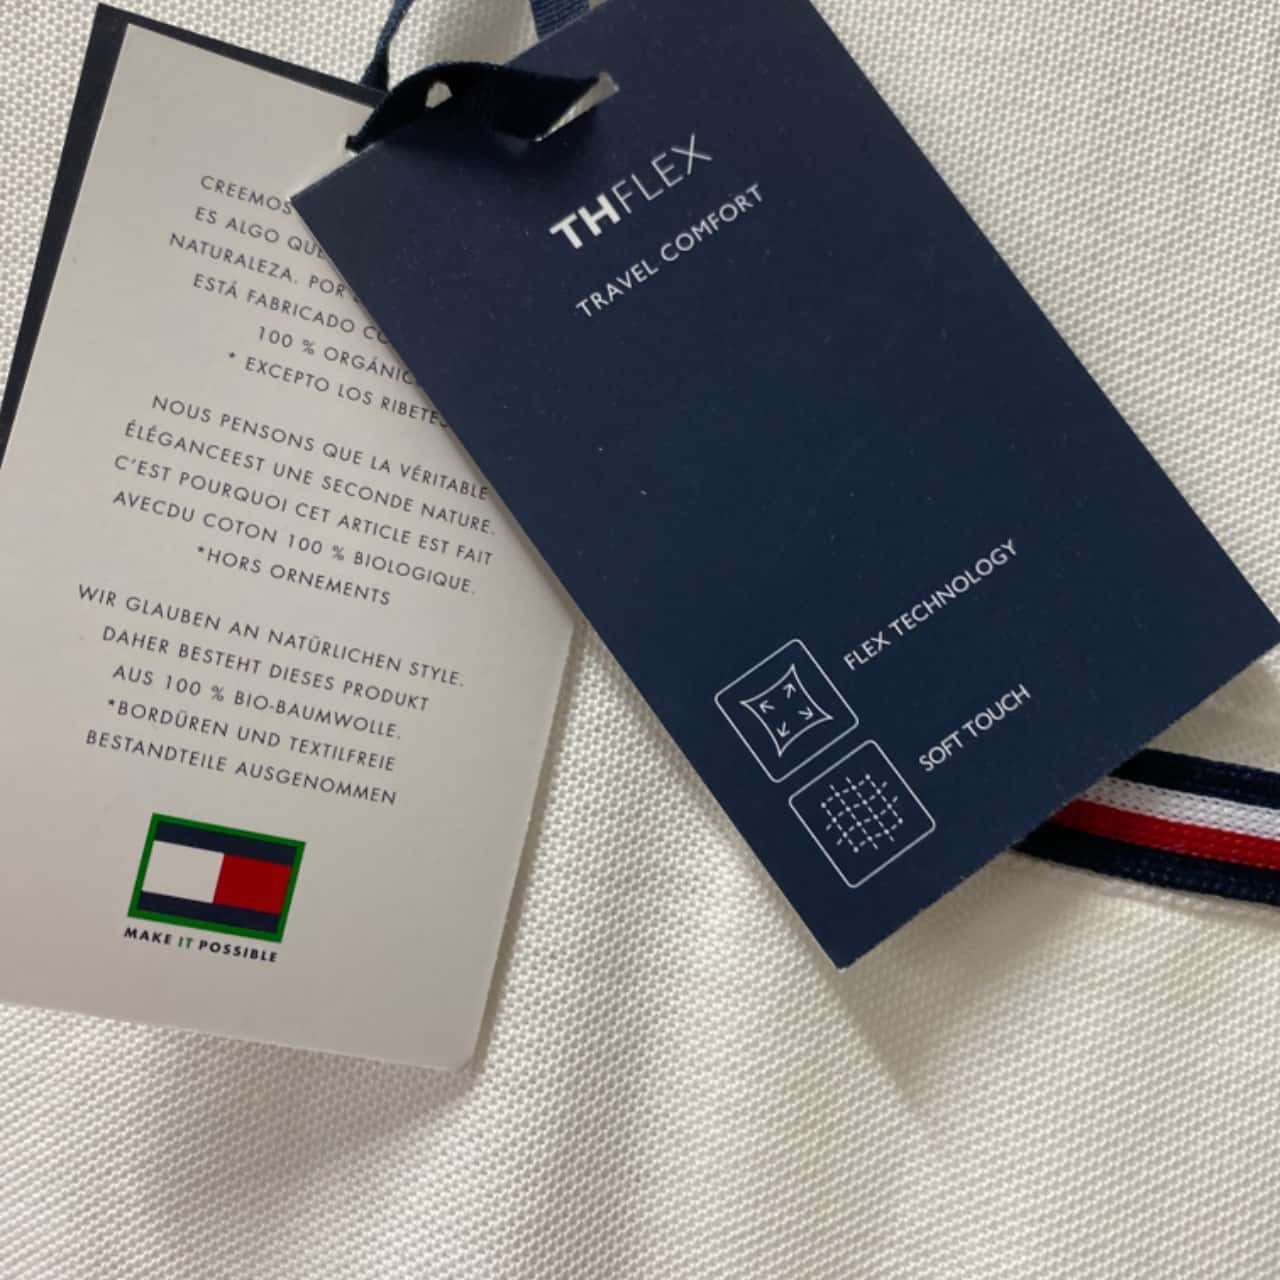 CREEMOS
ES ALGO QUE
NATURALEZA. POR
ESTÁ FABRICADO
100 % ORGÁNIC
* EXCEPTO LOS RIBETES
NOUS PENSONS QUE LA VÉRITABLE
ÉLÉGANCEEST UNE SECONDE NATURE.
C'EST POURQUOI CET ARTICLE EST FAIT
AVECDU COTON 100 % BIOLOGIQUE.
*HORS ORNEMENTS
WIR GLAUBEN AN NATÜRLICHEN STYLE.
DAHER BESTEHT DIESES PRODUKT
AUS 100 % BIO-BAUMWOLLE.
*BORDÜREN UND TEXTILFREIE
BESTANDTEILE AUSGENOMMEN
MAKE IT POSSIBLE
THFLEX
TRAVEL COMFORT
FLEX TECHNOLOGY
SOFT TOUCH